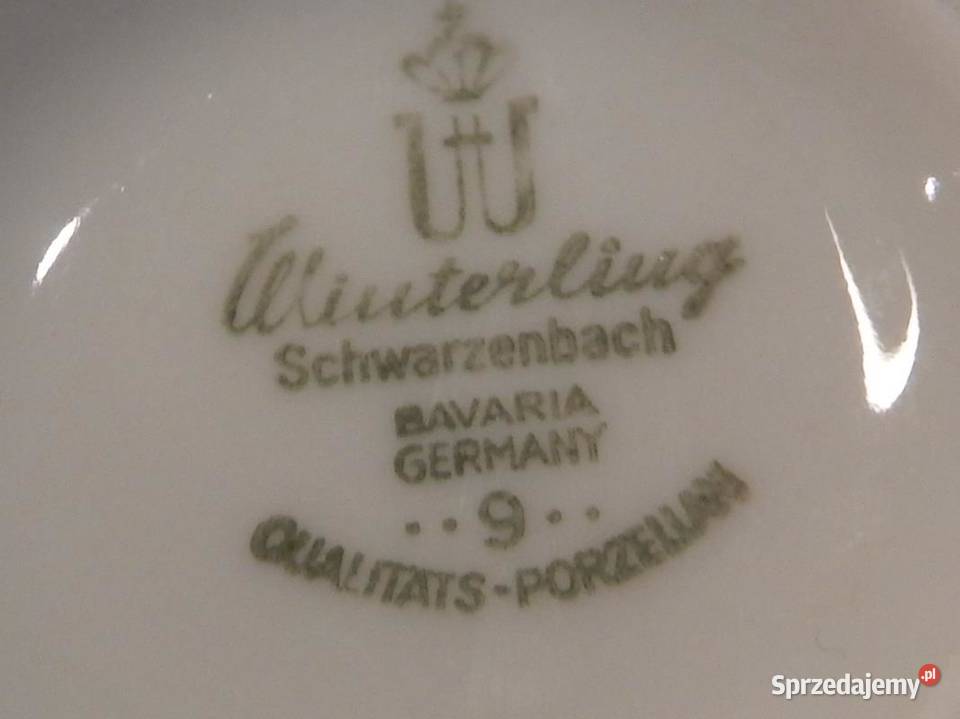 Winterling
Schwarzenbach
BAVARIA
GERMANY
··9··
QUALITÄTS-PORZELLAN
Sprzedajemy.pl